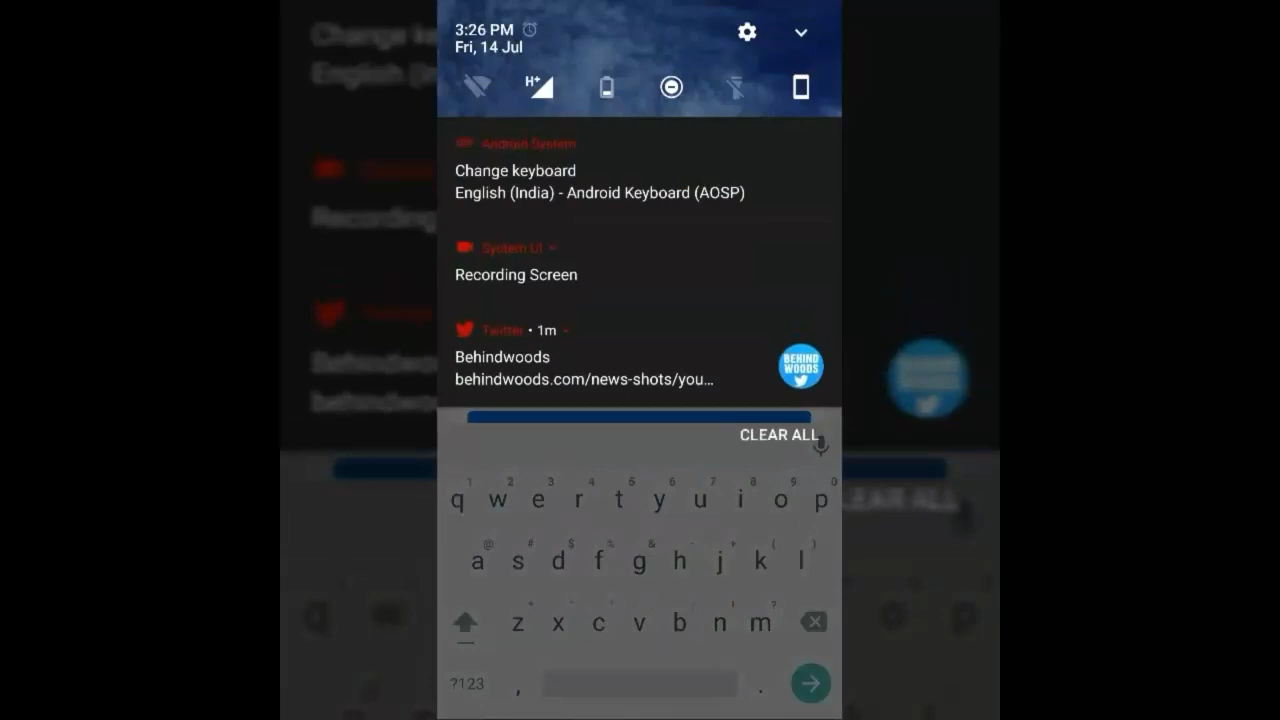 3:26 PM
Fri, 14 Jul
H+
Android System
Change keyboard
English (India) - Android Keyboard (AOSP)
System UI
Recording Screen
Twitter • 1m
Behindwoods
behindwoods.com/news-shots/you...
BEHIND
WOODS
CLEAR ALL
1 2 3 4 5 6 7 8 9 0
q w e r t y u i o p
@ # $ % & - + ( )
a s d f g h j k l
! ?
z x c v b n m
?123 , .